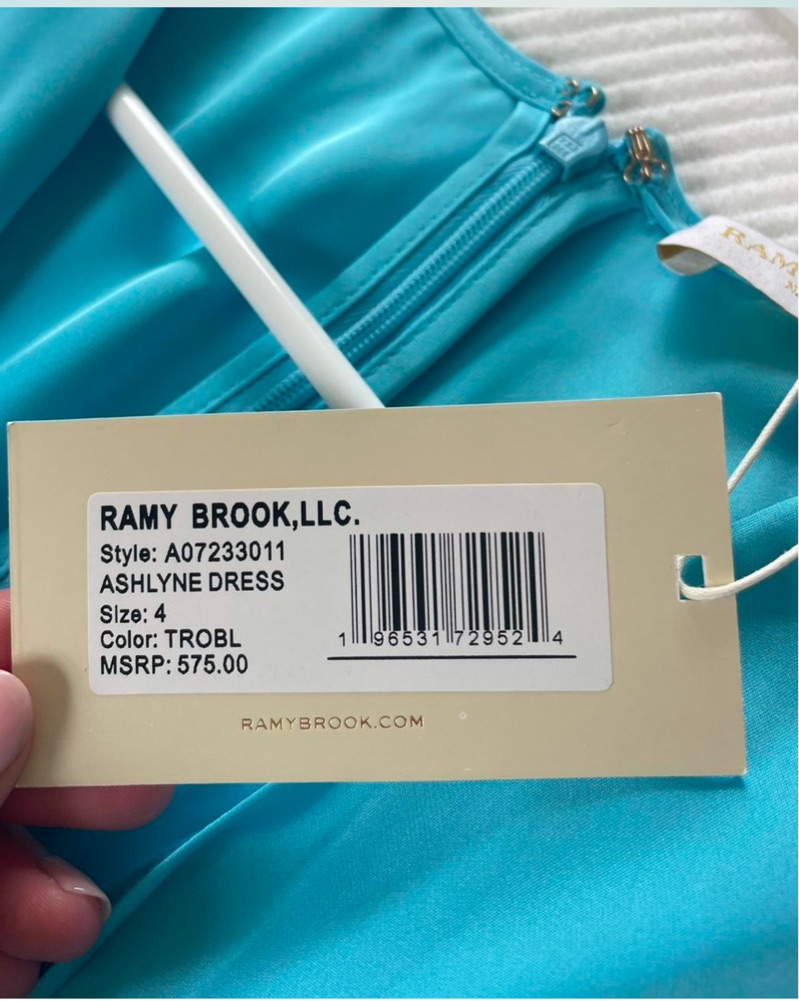 RAMY BROOK,LLC.
Style: A07233011
ASHLYNE DRESS
Size: 4
Color: TROBL
MSRP: 575.00
1 96531 72952 4
RAMYBROOK.COM